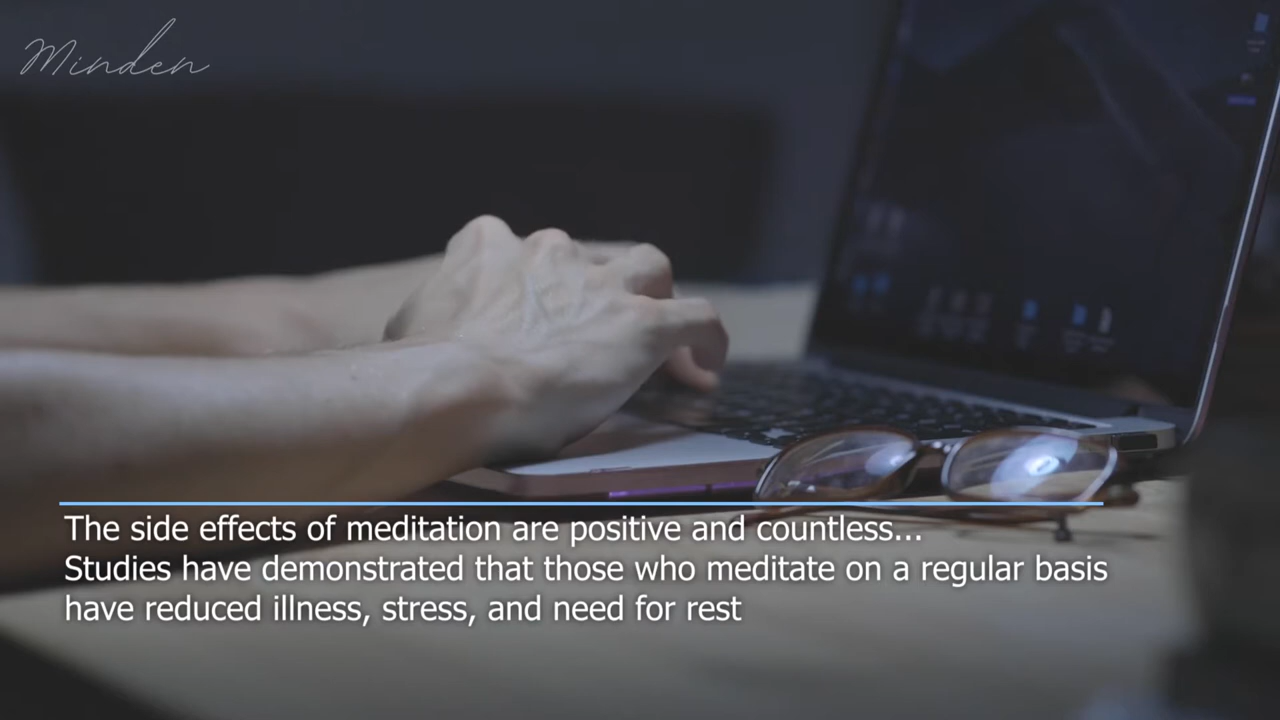 Minden
The side effects of meditation are positive and countless...
Studies have demonstrated that those who meditate on a regular basis
have reduced illness, stress, and need for rest